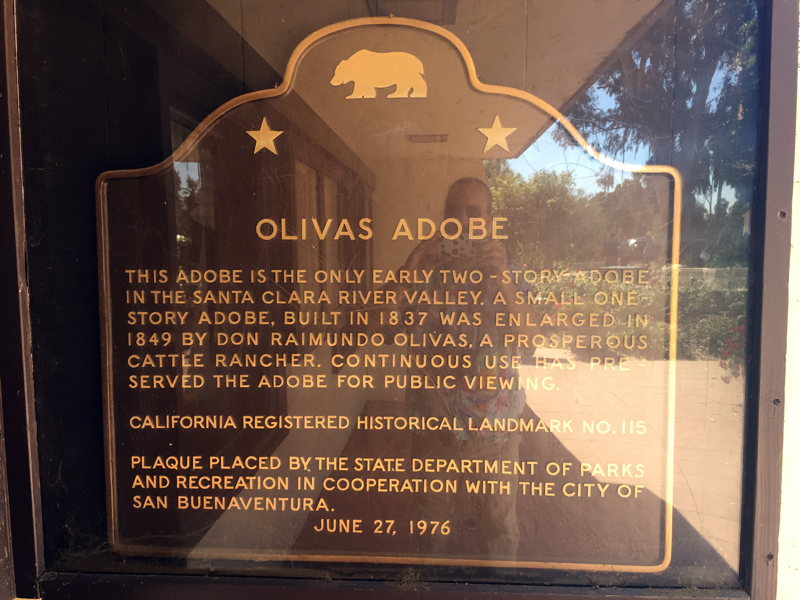 OLIVAS ADOBE
THIS ADOBE IS THE ONLY EARLY TWO-STORY ADOBE
IN THE SANTA CLARA RIVER VALLEY. A SMALL ONE-
STORY ADOBE, BUILT IN 1837 WAS ENLARGED IN
1849 BY DON RAIMUNDO OLIVAS, A PROSPEROUS
CATTLE RANCHER. CONTINUOUS USE HAS PRE-
SERVED THE ADOBE FOR PUBLIC VIEWING.
CALIFORNIA REGISTERED HISTORICAL LANDMARK NO. 115
PLAQUE PLACED BY THE STATE DEPARTMENT OF PARKS
AND RECREATION IN COOPERATION WITH THE CITY OF
SAN BUENAVENTURA.
JUNE 27, 1976